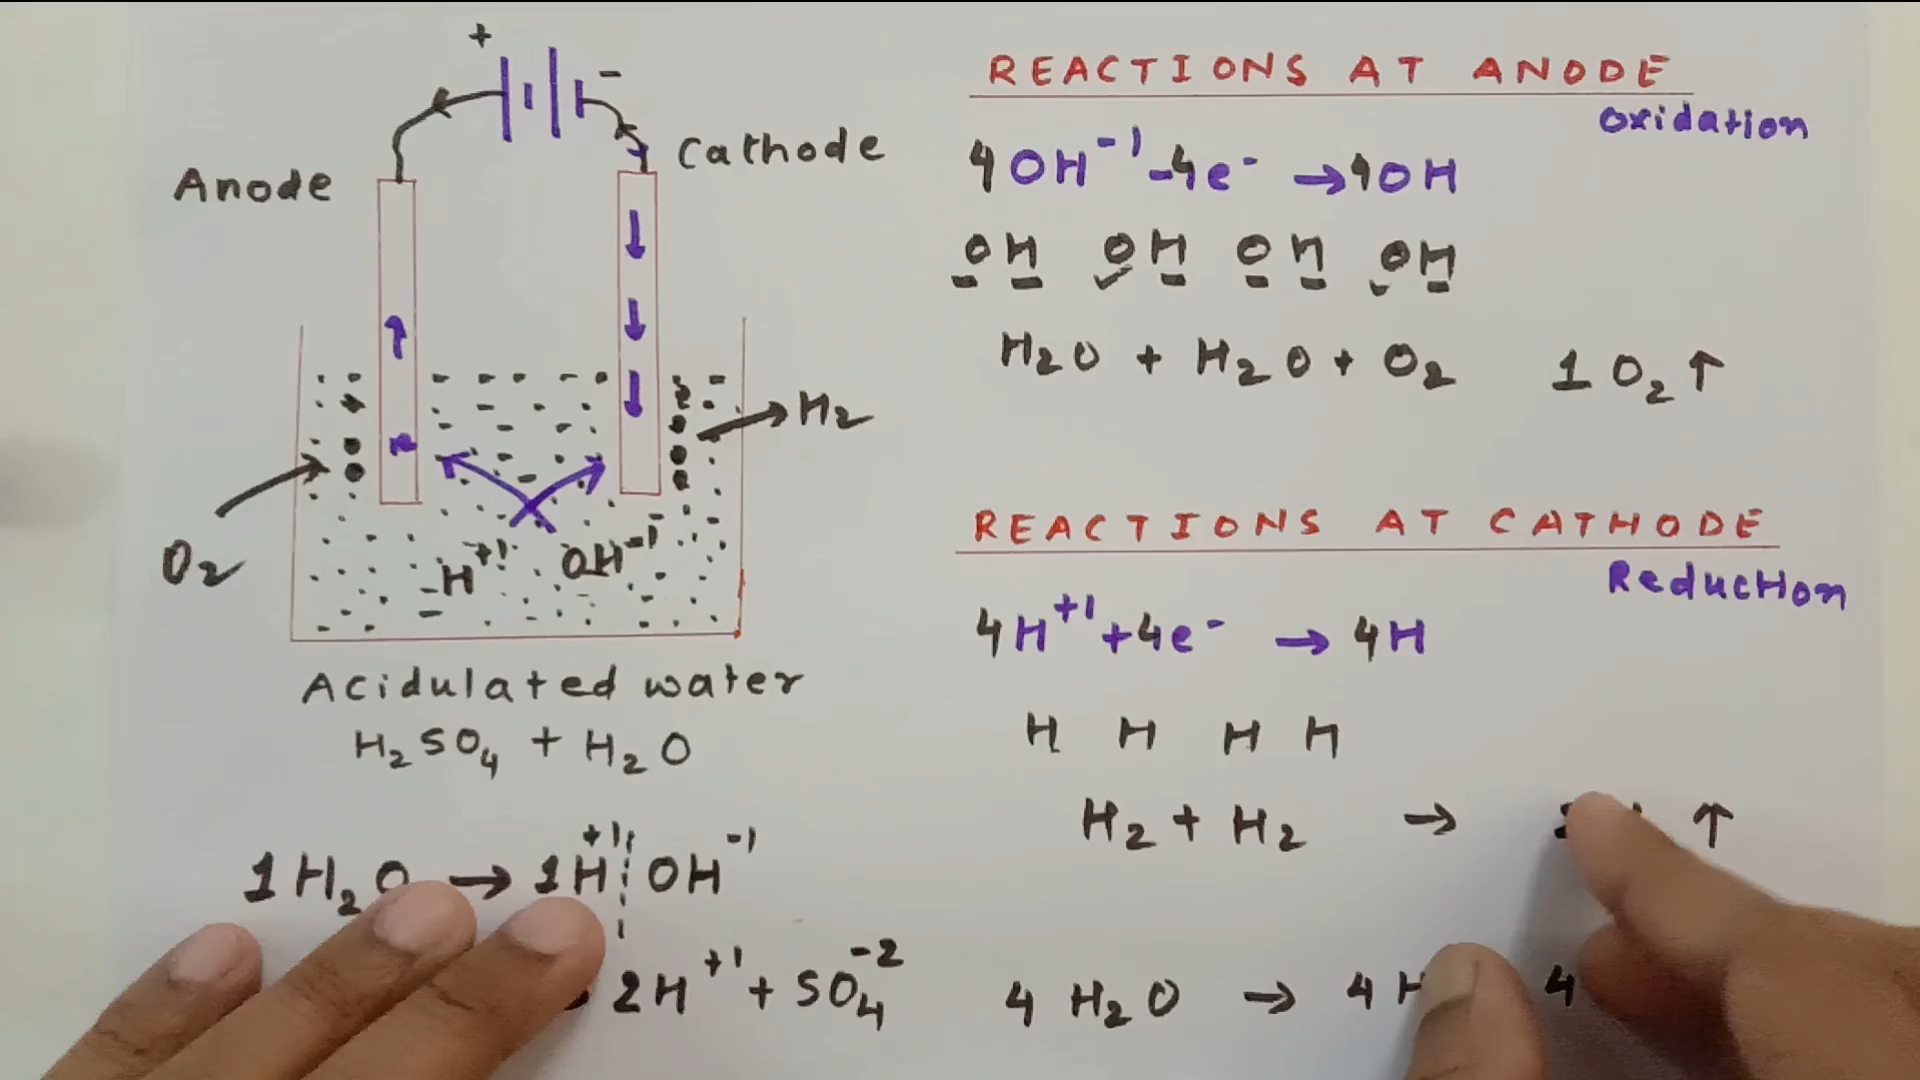 + -
Anode
Cathode
O2
H2
H+1 OH-1
Acidulated water
H2SO4 + H2O
1H2O → 1H+1 OH-1
2H+1 + SO4-2
REACTIONS AT ANODE
Oxidation
4OH-1 -4e- → 4OH
OH OH OH OH
H2O + H2O + O2 1O2 ↑
REACTIONS AT CATHODE
Reduction
4H+1 +4e- → 4H
H H H H
H2 + H2 → ↑
4 H2O → 4H 4